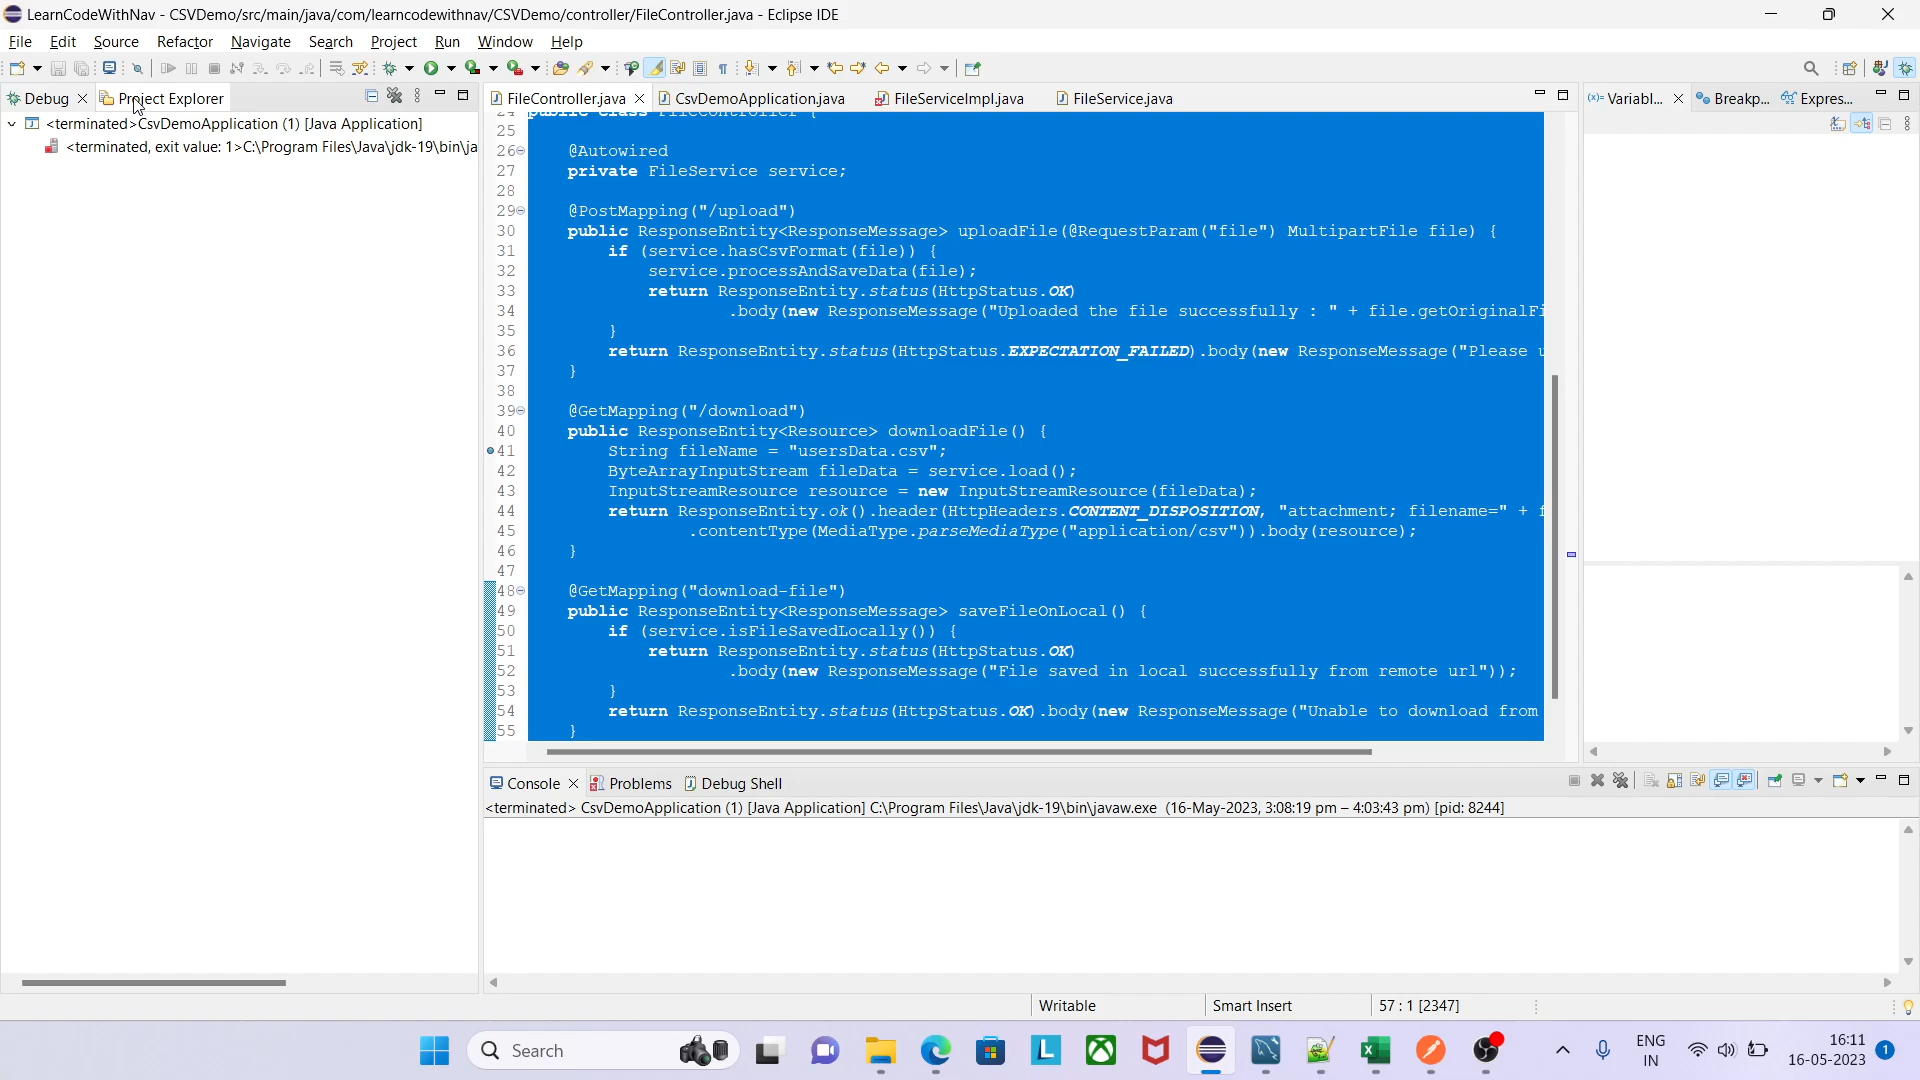 LearnCodeWithNav - CSVDemo/src/main/java/com/learncodewithnav/CSVDemo/controller/FileController.java - Eclipse IDE
File Edit Source Refactor Navigate Search Project Run Window Help
Debug Project Explorer
<terminated>CsvDemoApplication (1) [Java Application]
<terminated, exit value: 1>C:\Program Files\Java\jdk-19\bin\ja
FileController.java CsvDemoApplication.java FileServiceImpl.java FileService.java
24 public class FileController {
25
26 @Autowired
27 private FileService service;
28
29 @PostMapping("/upload")
30 public ResponseEntity<ResponseMessage> uploadFile(@RequestParam("file") MultipartFile file) {
31 if (service.hasCsvFormat(file)) {
32 service.processAndSaveData(file);
33 return ResponseEntity.status(HttpStatus.OK)
34 .body(new ResponseMessage("Uploaded the file successfully : " + file.getOriginalFi
35 }
36 return ResponseEntity.status(HttpStatus.EXPECTATION_FAILED).body(new ResponseMessage("Please u
37 }
38
39 @GetMapping("/download")
40 public ResponseEntity<Resource> downloadFile() {
41 String fileName = "usersData.csv";
42 ByteArrayInputStream fileData = service.load();
43 InputStreamResource resource = new InputStreamResource(fileData);
44 return ResponseEntity.ok().header(HttpHeaders.CONTENT_DISPOSITION, "attachment; filename=" + f
45 .contentType(MediaType.parseMediaType("application/csv")).body(resource);
46 }
47
48 @GetMapping("download-file")
49 public ResponseEntity<ResponseMessage> saveFileOnLocal() {
50 if (service.isFileSavedLocally()) {
51 return ResponseEntity.status(HttpStatus.OK)
52 .body(new ResponseMessage("File saved in local successfully from remote url"));
53 }
54 return ResponseEntity.status(HttpStatus.OK).body(new ResponseMessage("Unable to download from
55 }
(x)= Variabl... Breakp... Expres...
Console Problems Debug Shell
<terminated> CsvDemoApplication (1) [Java Application] C:\Program Files\Java\jdk-19\bin\javaw.exe (16-May-2023, 3:08:19 pm – 4:03:43 pm) [pid: 8244]
Writable Smart Insert 57 : 1 [2347]
Search
L
ENG
IN
16:11
16-05-2023
1